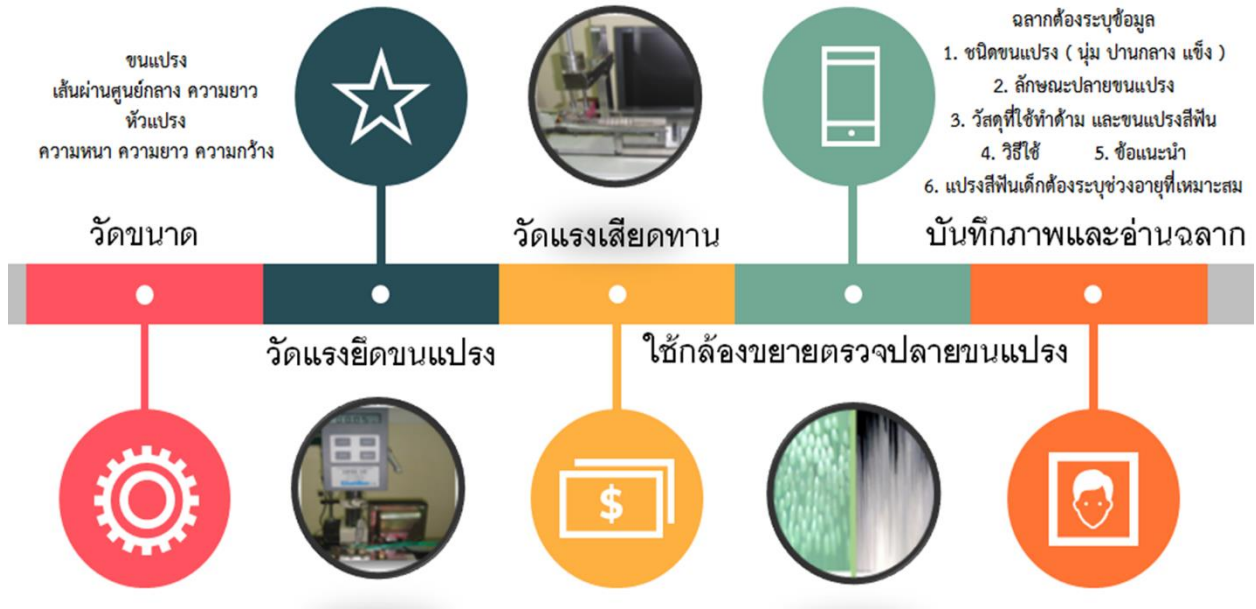 ขนแปรง
เส้นผ่านศูนย์กลาง ความยาว
หัวแปรง
ความหนา ความยาว ความกว้าง
วัดขนาด
วัดแรงยึดขนแปรง
วัดแรงเสียดทาน
ใช้กล้องขยายตรวจปลายขนแปรง
ฉลากต้องระบุข้อมูล
1. ชนิดขนแปรง ( นุ่ม ปานกลาง แข็ง )
2. ลักษณะปลายขนแปรง
3. วัสดุที่ใช้ทำด้าม และขนแปรงสีฟัน
4. วิธีใช้ 5. ข้อแนะนำ
6. แปรงสีฟันเด็กต้องระบุช่วงอายุที่เหมาะสม
บันทึกภาพและอ่านฉลาก
$